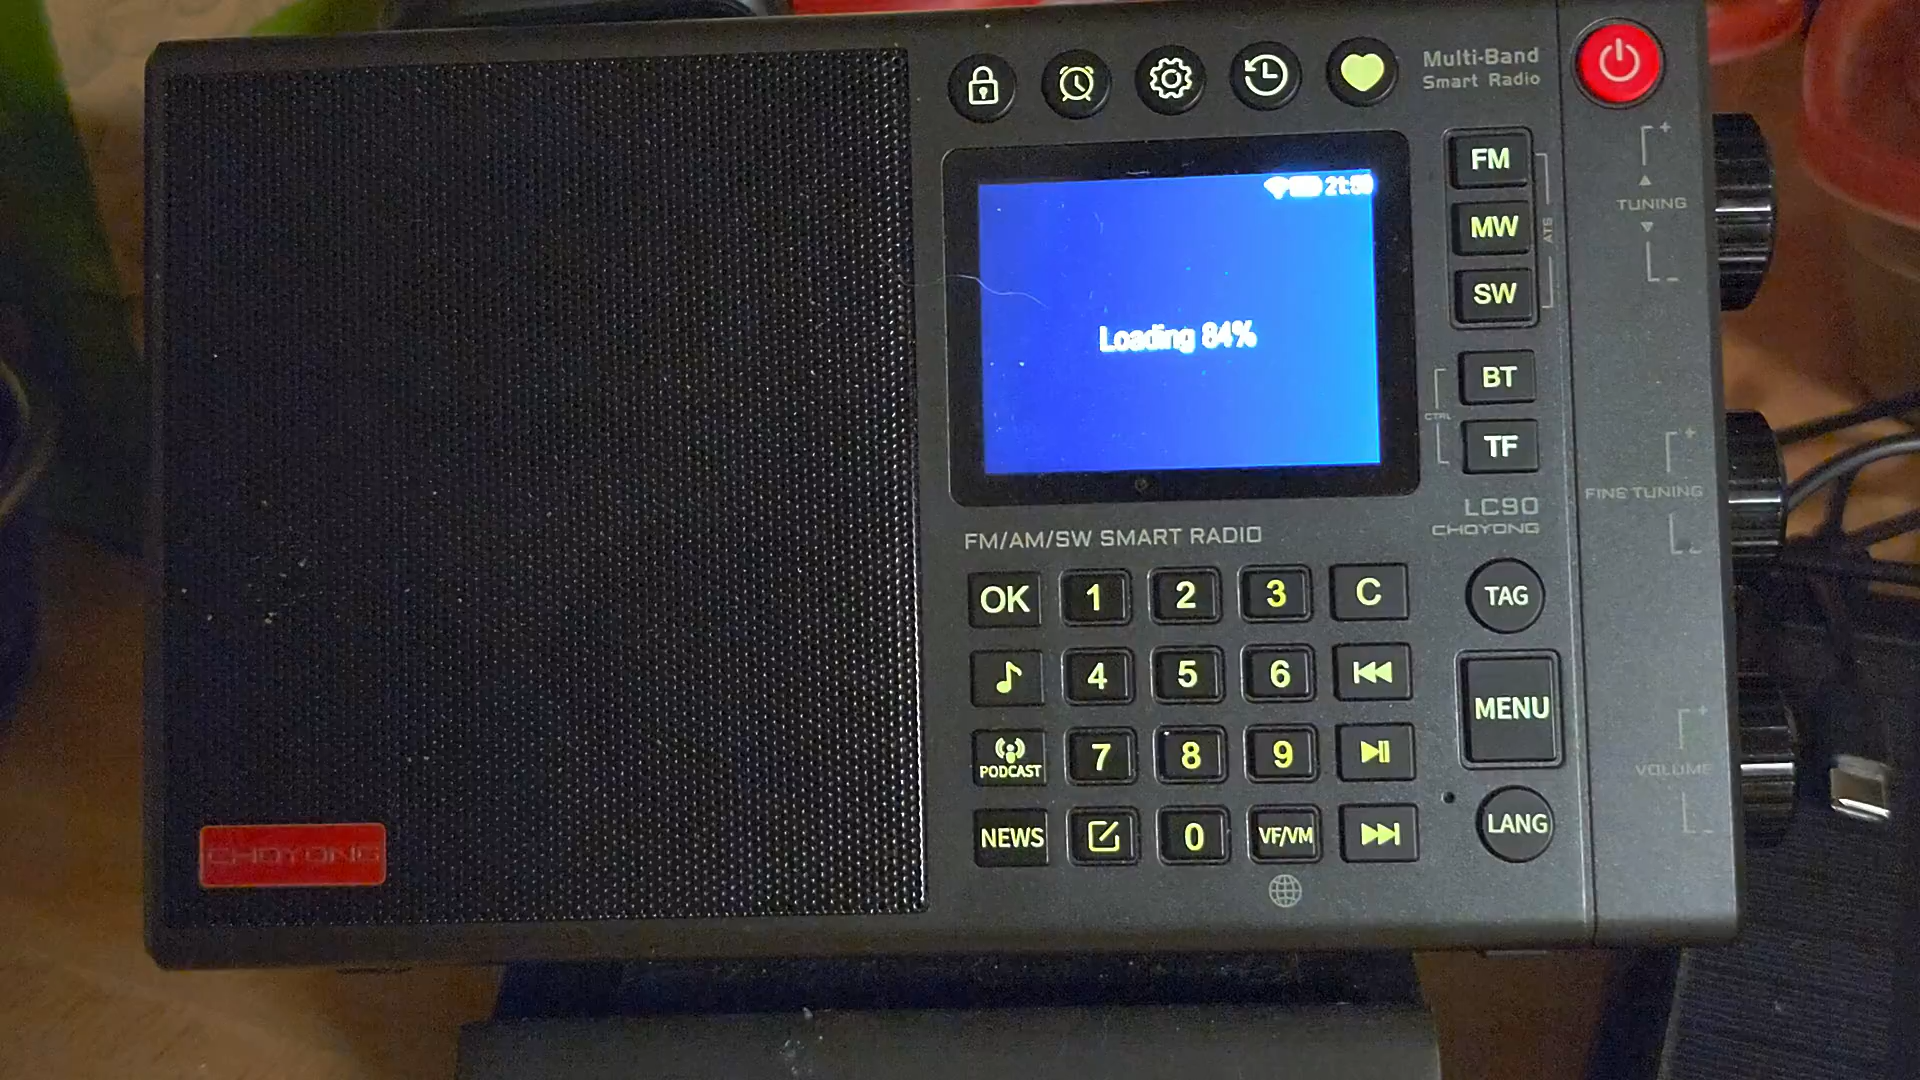 Multi-Band
Smart Radio
FM
MW
SW
ATS
BT
TF
CTRL
Loading 84%
TUNING
FINE TUNING
VOLUME
LC90
CHOYONG
FM/AM/SW SMART RADIO
OK 1 2 3 C
4 5 6
PODCAST 7 8 9
NEWS 0 VF/VM
TAG
MENU
LANG
CHOYONG